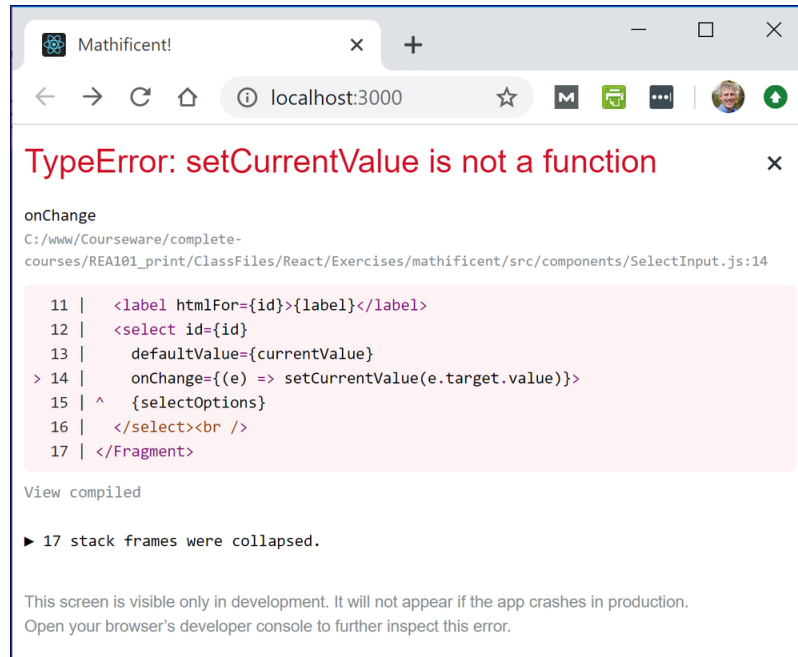 Mathificent!
localhost:3000
TypeError: setCurrentValue is not a function
onChange
C:/www/Courseware/complete-
courses/REA101_print/ClassFiles/React/Exercises/mathificent/src/components/SelectInput.js:14
11 |   <label htmlFor={id}>{label}</label>
12 |   <select id={id}
13 |     defaultValue={currentValue}
> 14 |     onChange={(e) => setCurrentValue(e.target.value)}>
15 | ^   {selectOptions}
16 |   </select><br />
17 | </Fragment>
View compiled
▶ 17 stack frames were collapsed.
This screen is visible only in development. It will not appear if the app crashes in production.
Open your browser’s developer console to further inspect this error.